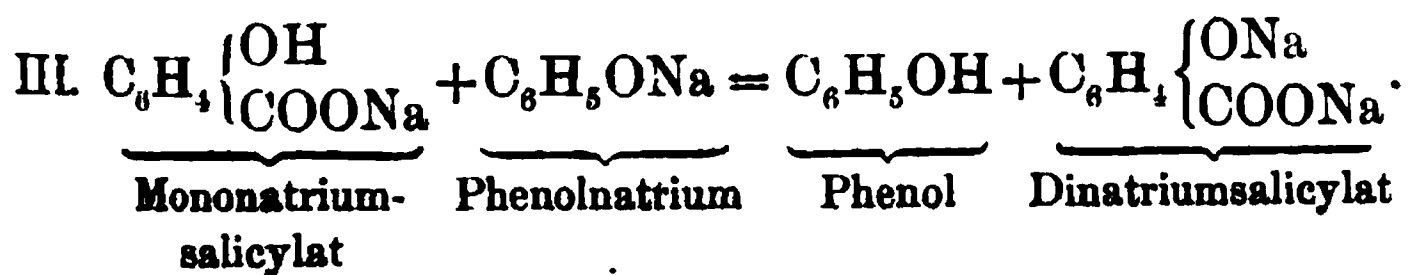 III. C₆H₄ {OH COONa + C₆H₅ONa = C₆H₅OH + C₆H₄ {ONa COONa.
Mononatrium- Phenolnatrium Phenol Dinatriumsalicylat
salicylat